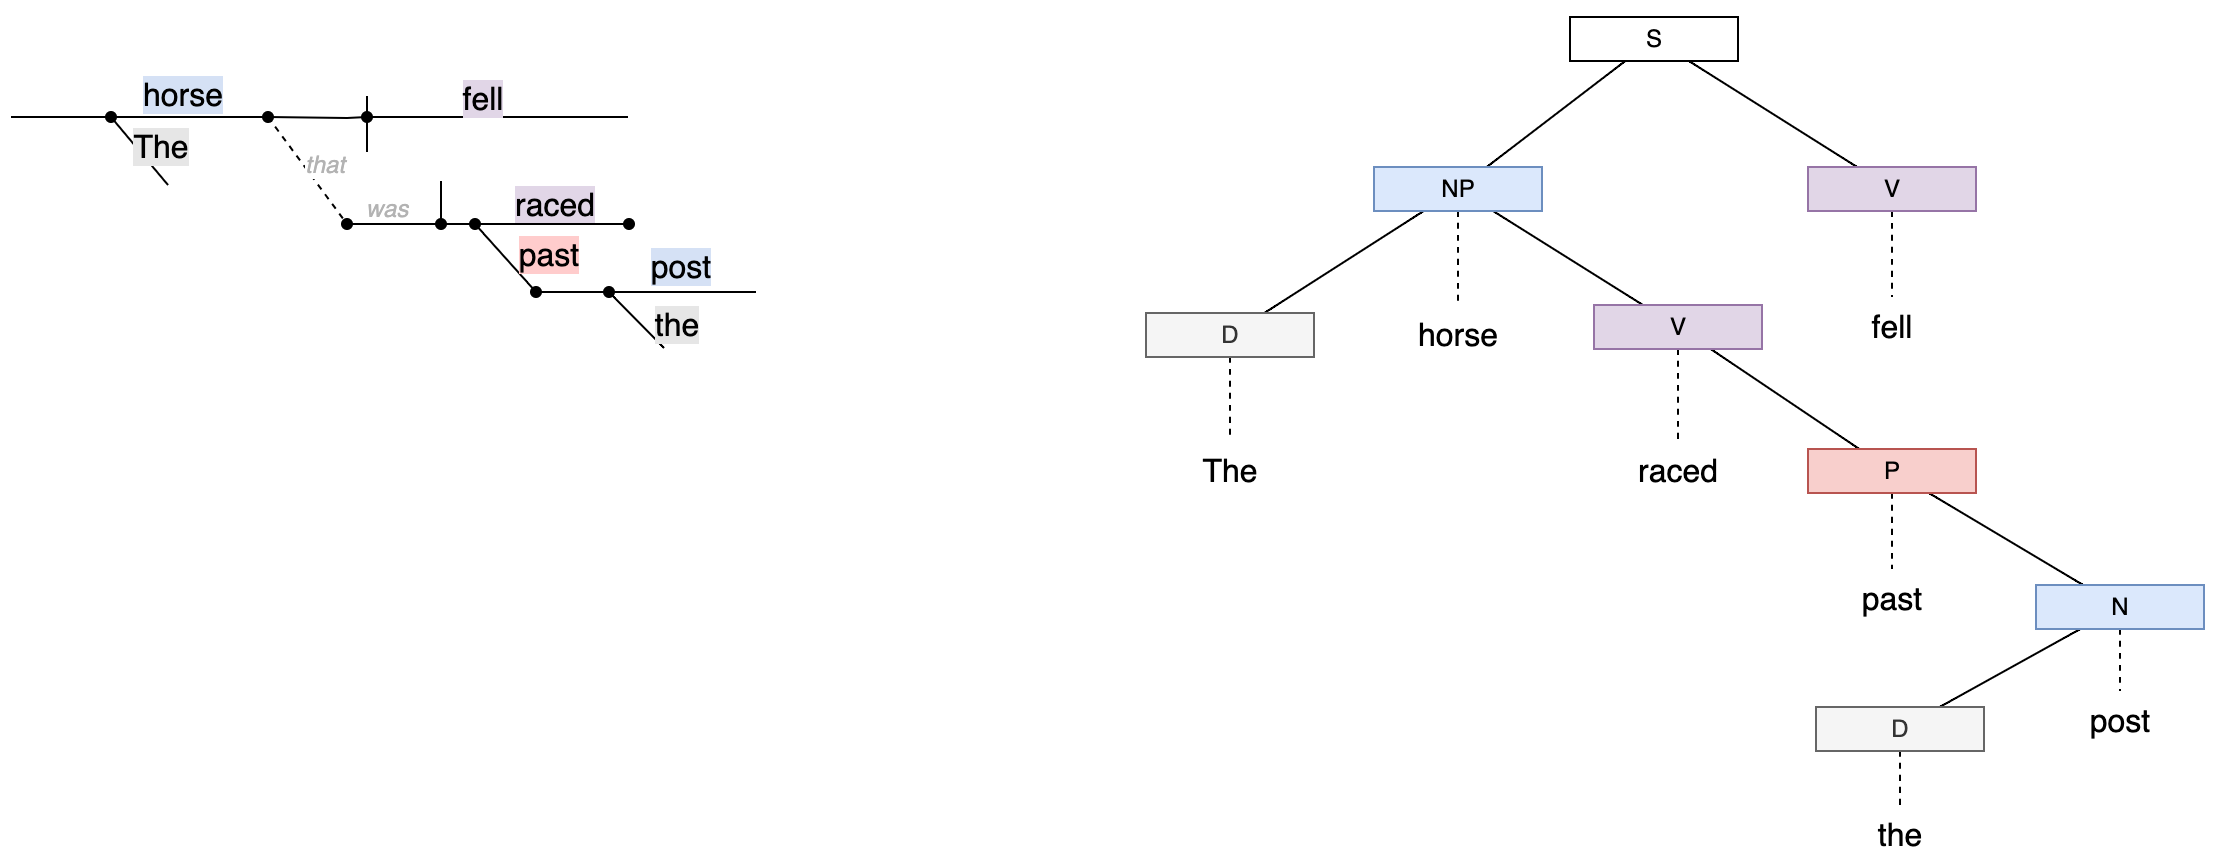 horse
fell
The
that
was
raced
past
post
the
S
NP
V
D
horse
V
fell
The
raced
P
past
N
D
post
the